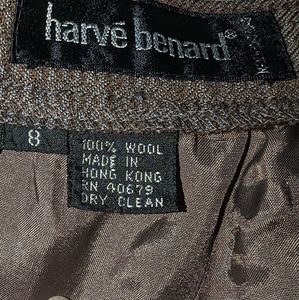 harvé benard®
8
100% WOOL
MADE IN
HONG KONG
RN 40679
DRY CLEAN